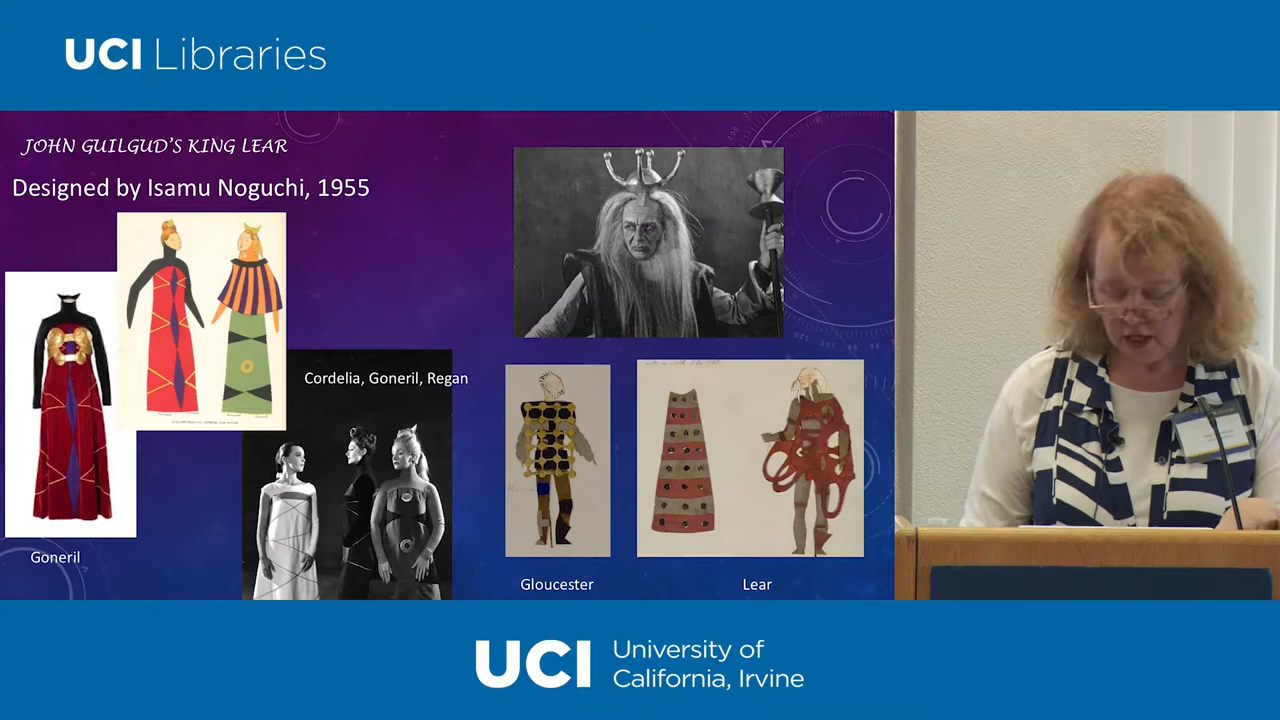 UCI Libraries
JOHN GUILGUD'S KING LEAR
Designed by Isamu Noguchi, 1955
Cordelia, Goneril, Regan
Goneril
Gloucester
Lear
UCI University of
California, Irvine